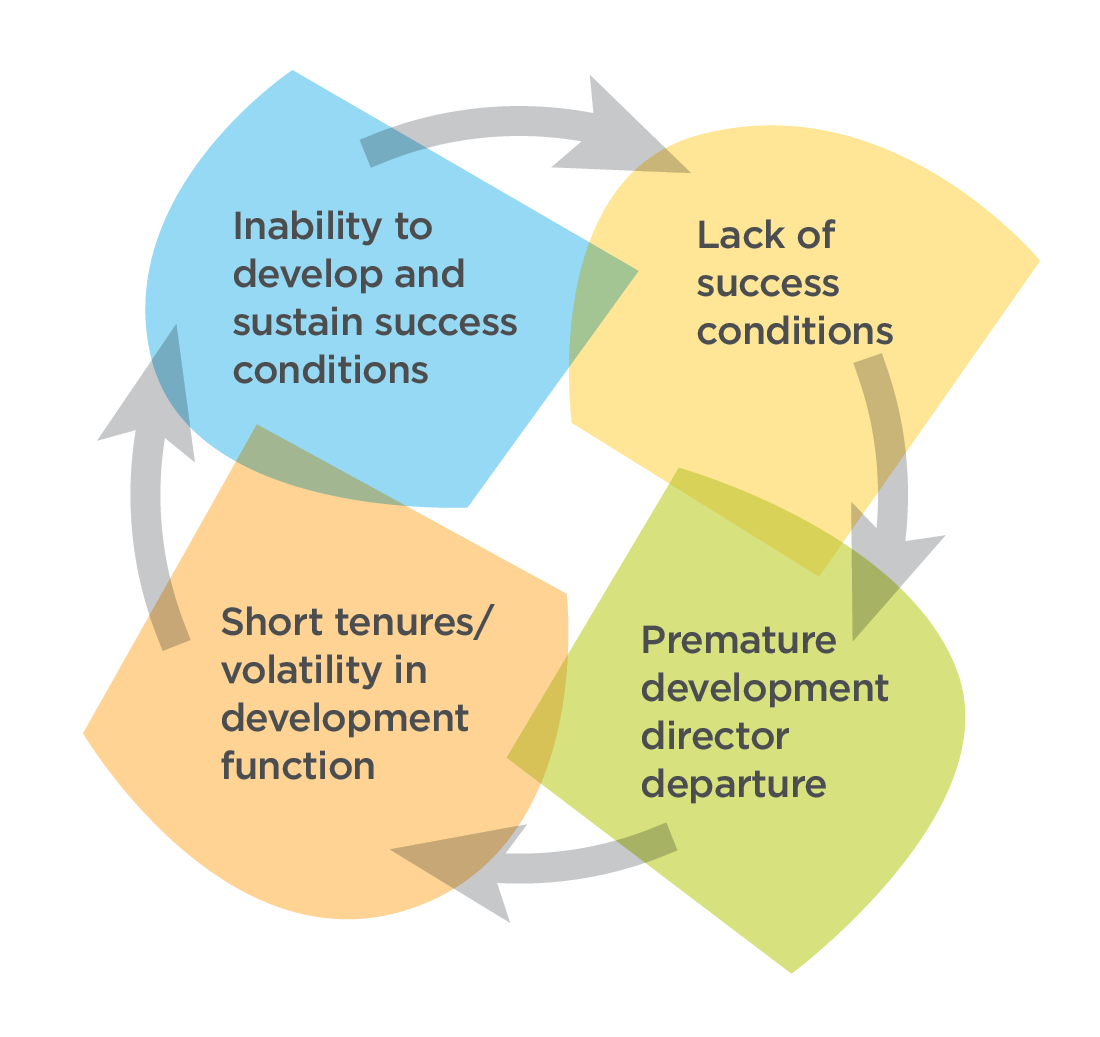 Inability to
develop and
sustain success
conditions
Lack of
success
conditions
Premature
development
director
departure
Short tenures/
volatility in
development
function